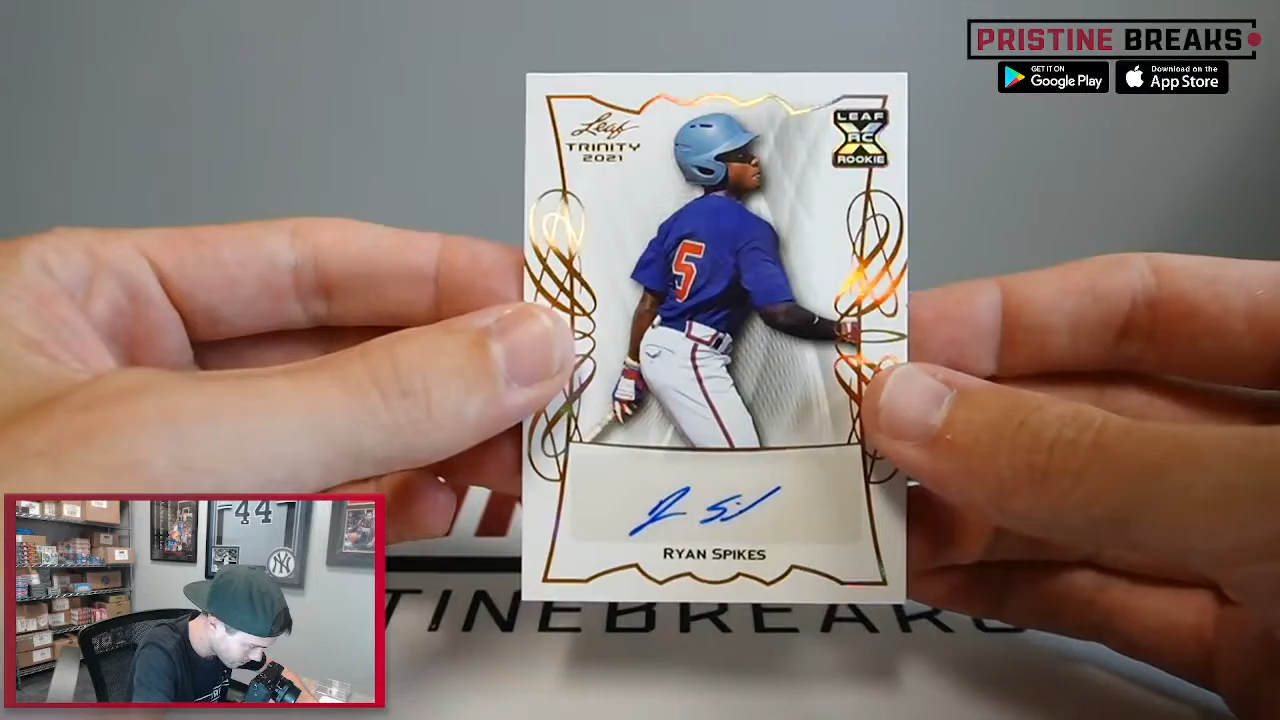 PRISTINE BREAKS
GET IT ON
Google Play
Download on the
App Store
Leaf
TRINITY
2021
LEAF
X
RC
ROOKIE
5
RYAN SPIKES
TINEBREAKS
44